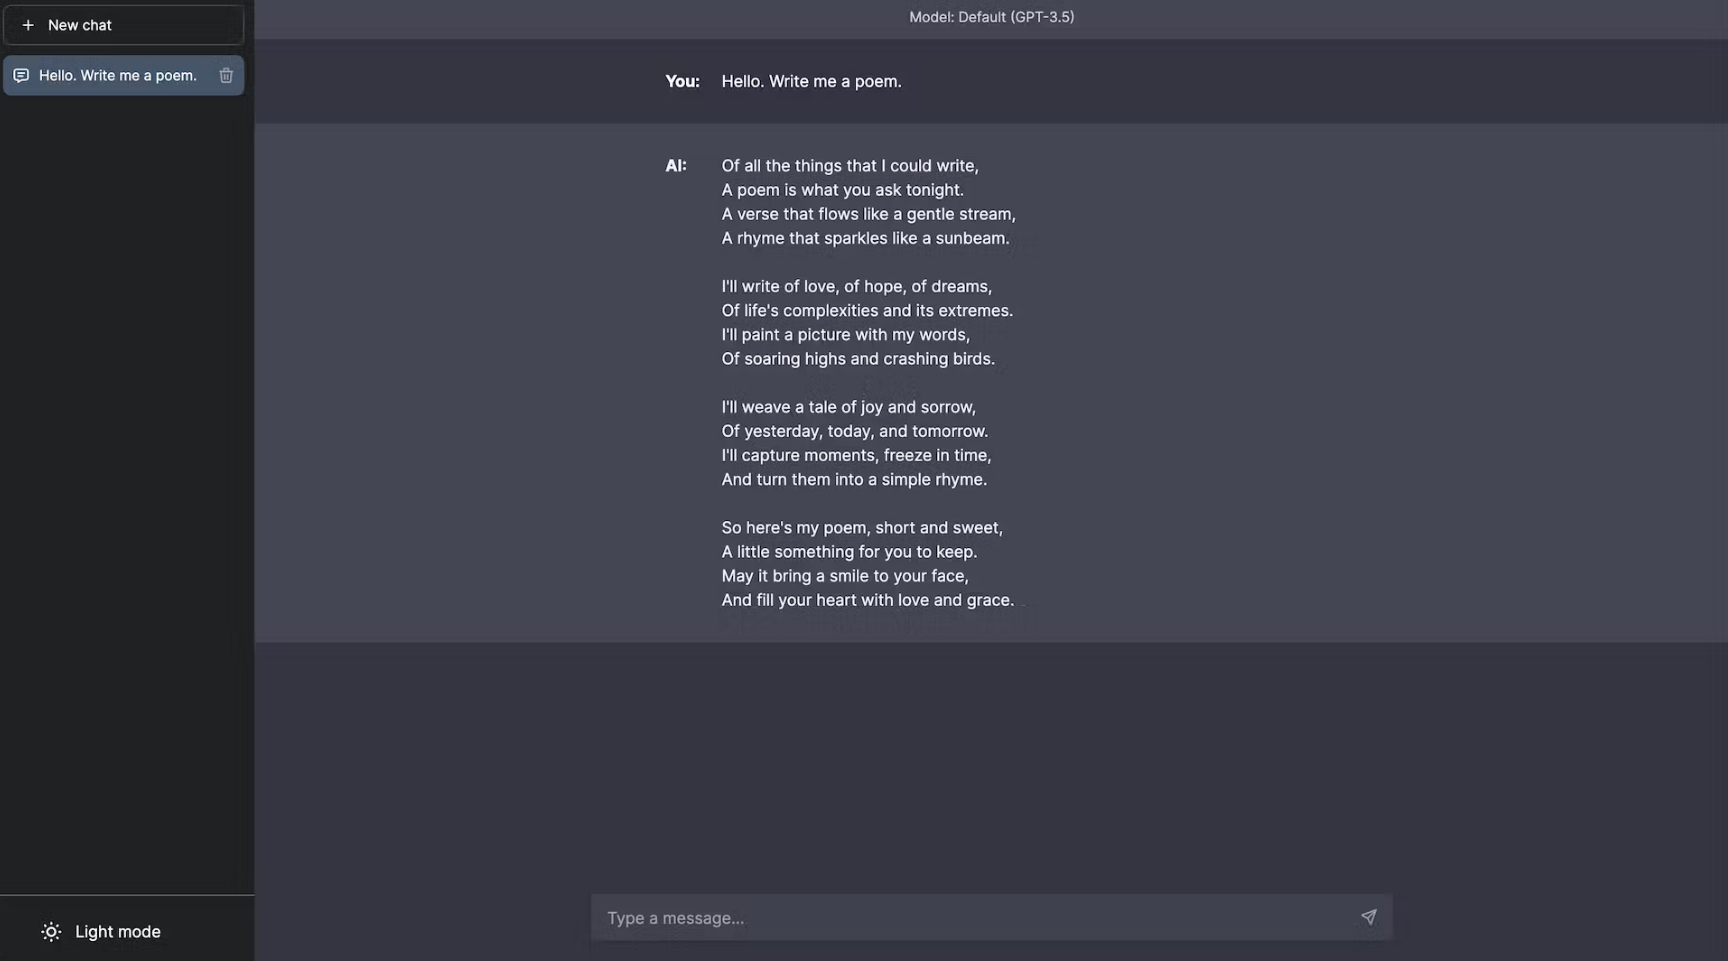 New chat
Hello. Write me a poem.
Model: Default (GPT-3.5)
You: Hello. Write me a poem.
AI: Of all the things that I could write,
A poem is what you ask tonight.
A verse that flows like a gentle stream,
A rhyme that sparkles like a sunbeam.
I'll write of love, of hope, of dreams,
Of life's complexities and its extremes.
I'll paint a picture with my words,
Of soaring highs and crashing birds.
I'll weave a tale of joy and sorrow,
Of yesterday, today, and tomorrow.
I'll capture moments, freeze in time,
And turn them into a simple rhyme.
So here's my poem, short and sweet,
A little something for you to keep.
May it bring a smile to your face,
And fill your heart with love and grace.
Type a message...
Light mode